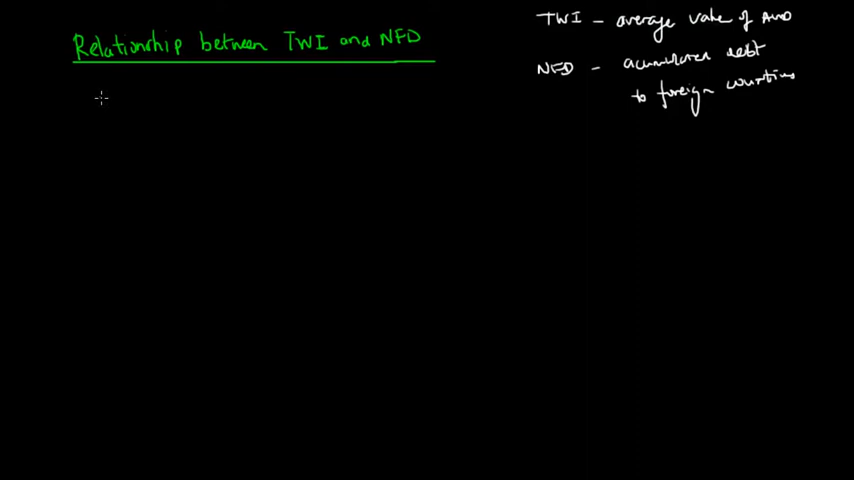 Relationship between TWI and NFD
TWI - average value of AUD
NFD - accumulated debt
to foreign countries